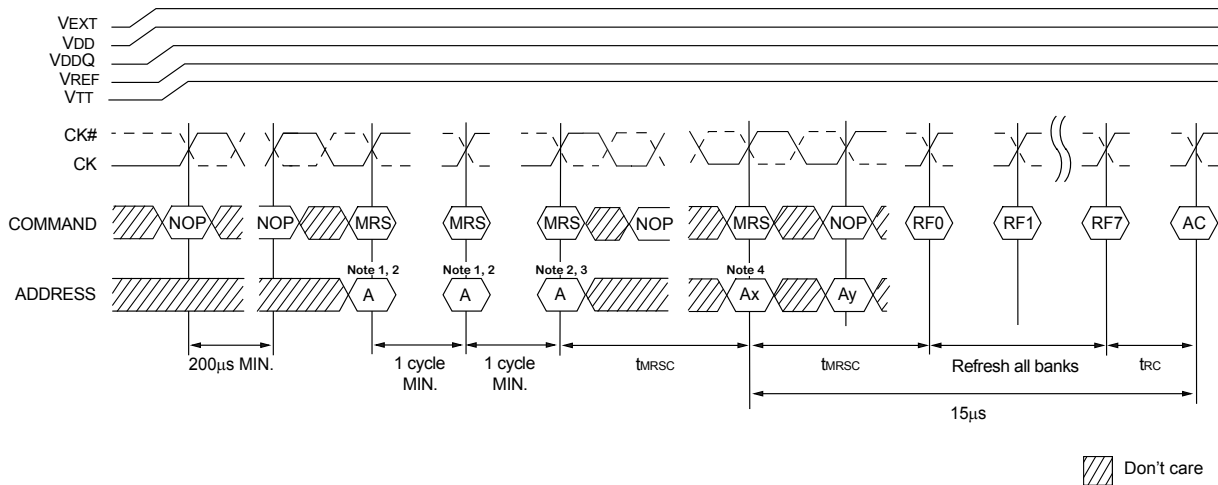 VEXT
VDD
VDDQ
VREF
VTT
CK#
CK
COMMAND NOP NOP MRS MRS MRS NOP MRS NOP RF0 RF1 RF7 AC
Note 1, 2 Note 1, 2 Note 2, 3 Note 4
ADDRESS A A A Ax Ay
200μs MIN. 1 cycle MIN. 1 cycle MIN. tMRSC tMRSC Refresh all banks tRC
15μs
Don't care